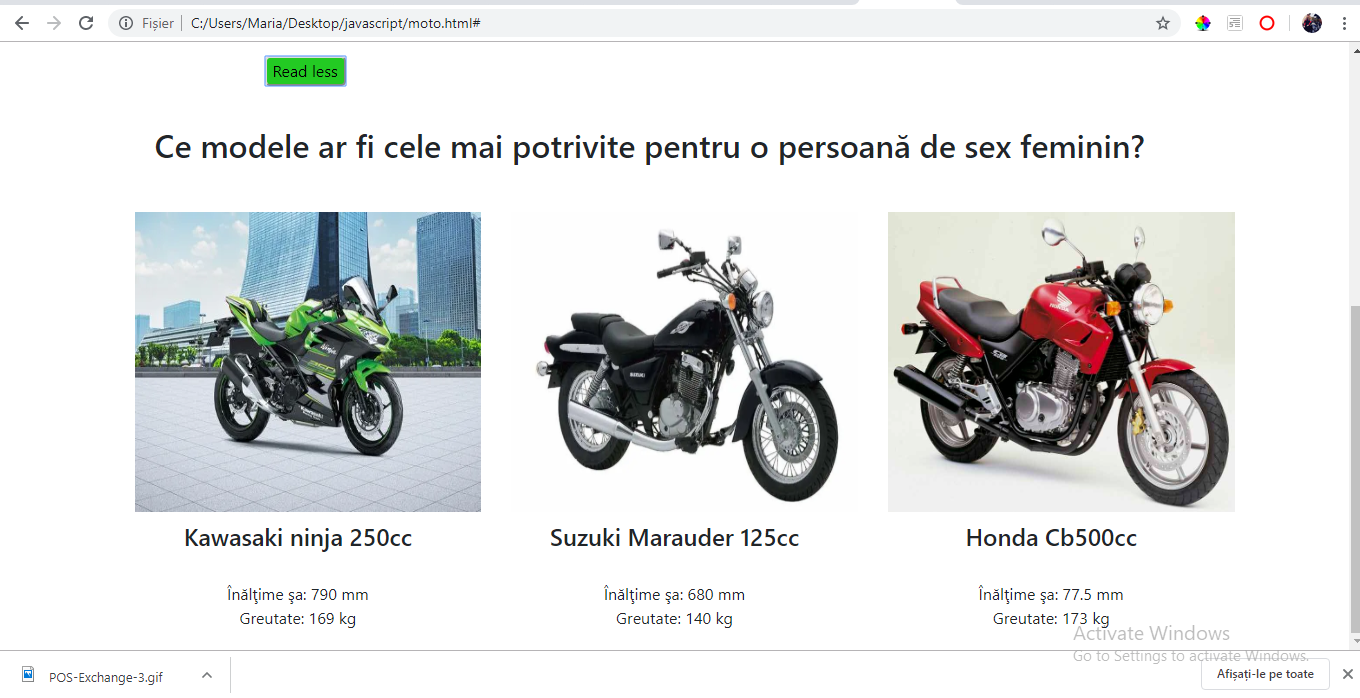 Fișier
C:/Users/Maria/Desktop/javascript/moto.html#
Read less
Ce modele ar fi cele mai potrivite pentru o persoană de sex feminin?
Ninja
SUZUKI
Kawasaki ninja 250cc
Suzuki Marauder 125cc
Honda Cb500cc
Înălţime şa: 790 mm
Greutate: 169 kg
Înălţime şa: 680 mm
Greutate: 140 kg
Înălţime şa: 77.5 mm
Greutate: 173 kg
Activate Windows
Go to Settings to activate Windows.
POS-Exchange-3.gif
Afișați-le pe toate